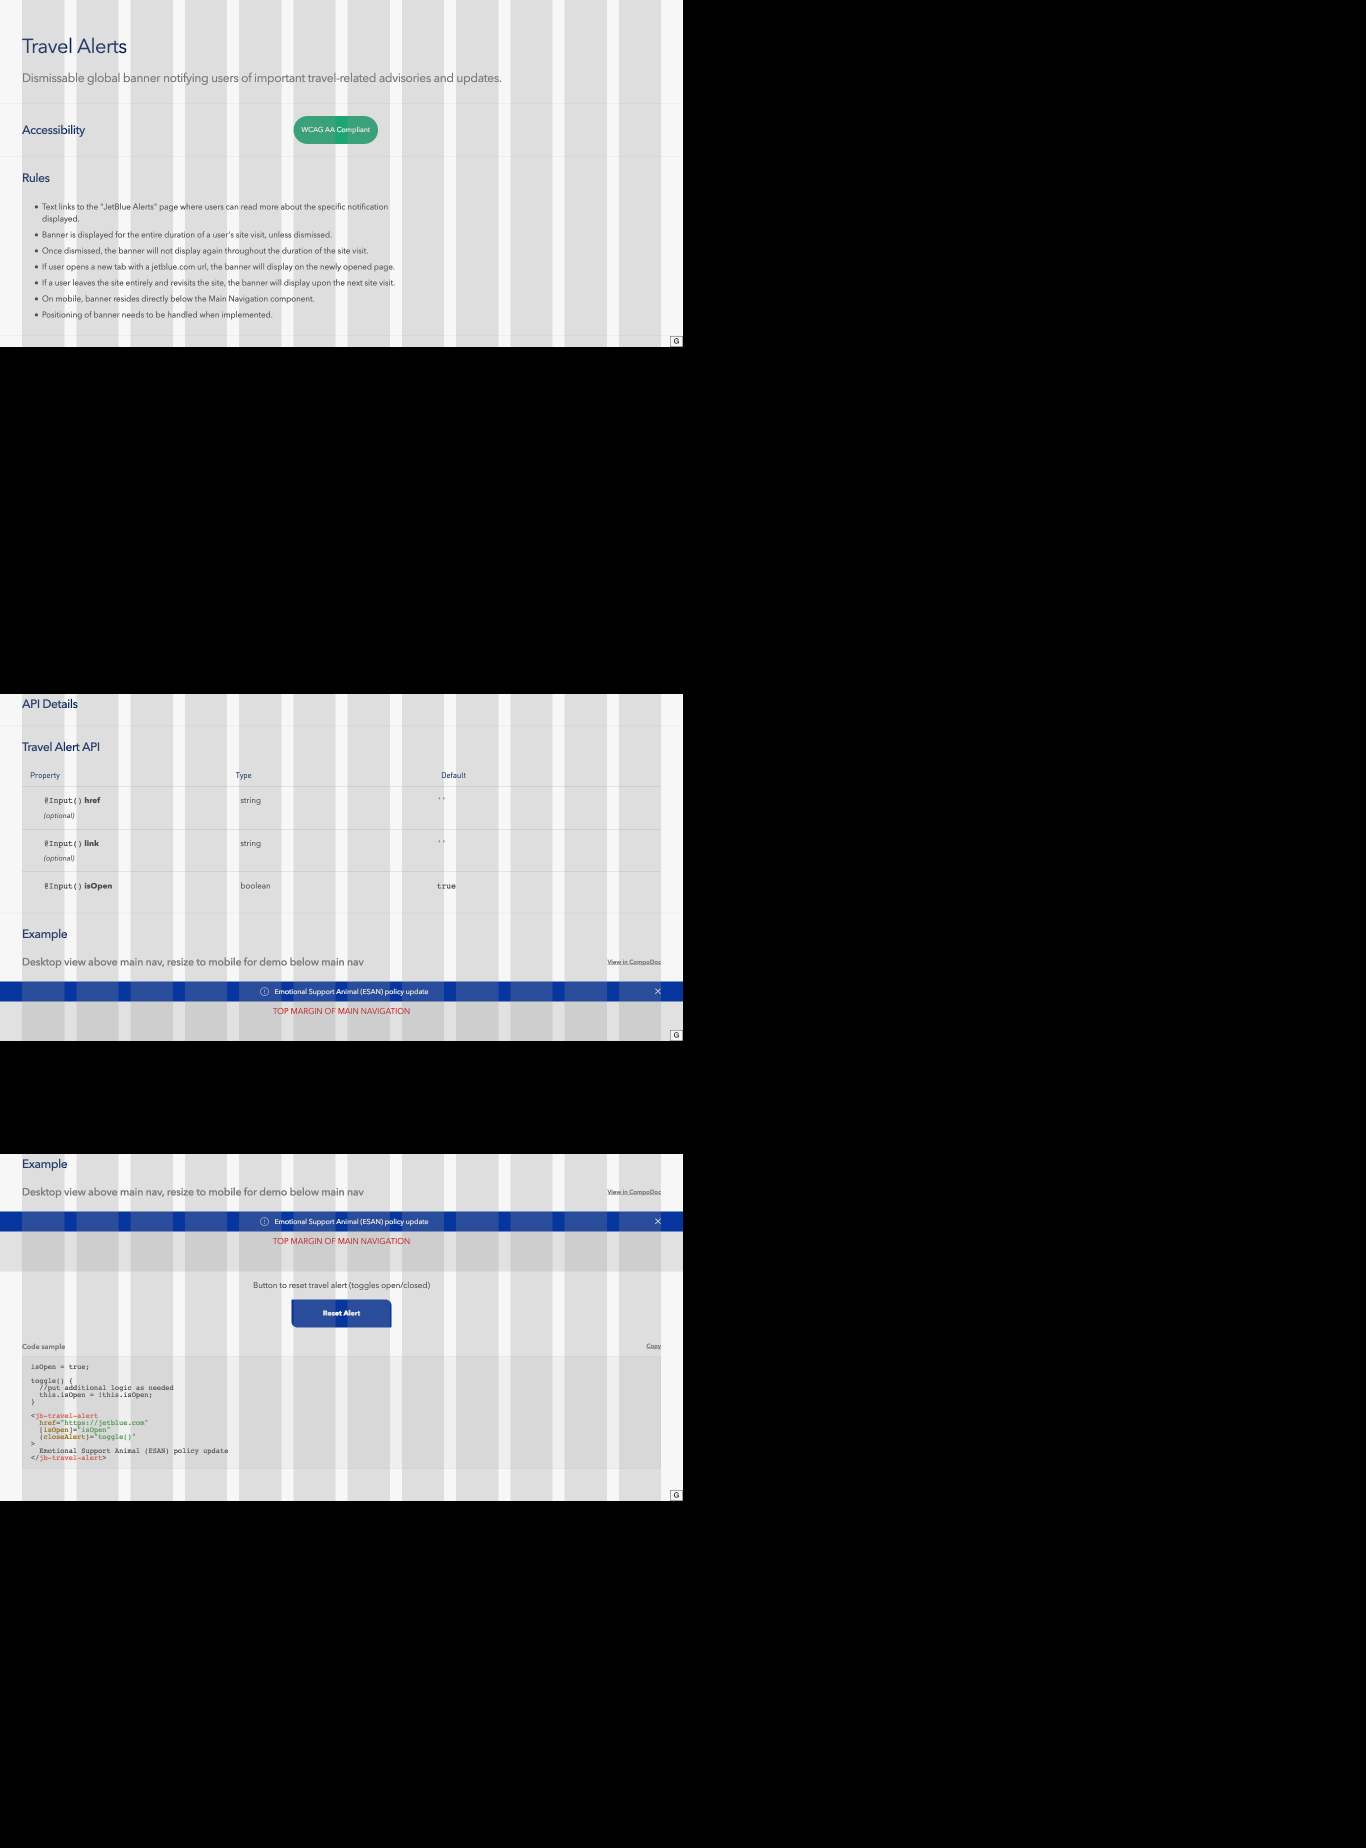 Travel Alerts
Dismissable global banner notifying users of important travel-related advisories and updates.
Accessibility
WCAG AA Compliant
Rules
• Text links to the "JetBlue Alerts" page where users can read more about the specific notification
displayed.
• Banner is displayed for the entire duration of a user's site visit, unless dismissed.
• Once dismissed, the banner will not display again throughout the duration of the site visit.
• If user opens a new tab with a jetblue.com url, the banner will display on the newly opened page.
• If a user leaves the site entirely and revisits the site, the banner will display upon the next site visit.
• On mobile, banner resides directly below the Main Navigation component.
• Positioning of banner needs to be handled when implemented.
G
API Details
Travel Alert API
Property Type Default
@Input() href string ''
(optional)
@Input() link string ''
(optional)
@Input() isOpen boolean true
Example
Desktop view above main nav, resize to mobile for demo below main nav View in CompoDoc
Emotional Support Animal (ESAN) policy update
TOP MARGIN OF MAIN NAVIGATION
G
Example
Desktop view above main nav, resize to mobile for demo below main nav View in CompoDoc
Emotional Support Animal (ESAN) policy update
TOP MARGIN OF MAIN NAVIGATION
Button to reset travel alert (toggles open/closed)
Reset Alert
Code sample Copy
isOpen = true;
toggle() {
//put additional logic as needed
this.isOpen = !this.isOpen;
}
<jb-travel-alert
href="https://jetblue.com"
[isOpen]="isOpen"
(closeAlert)="toggle()"
>
Emotional Support Animal (ESAN) policy update
</jb-travel-alert>
G